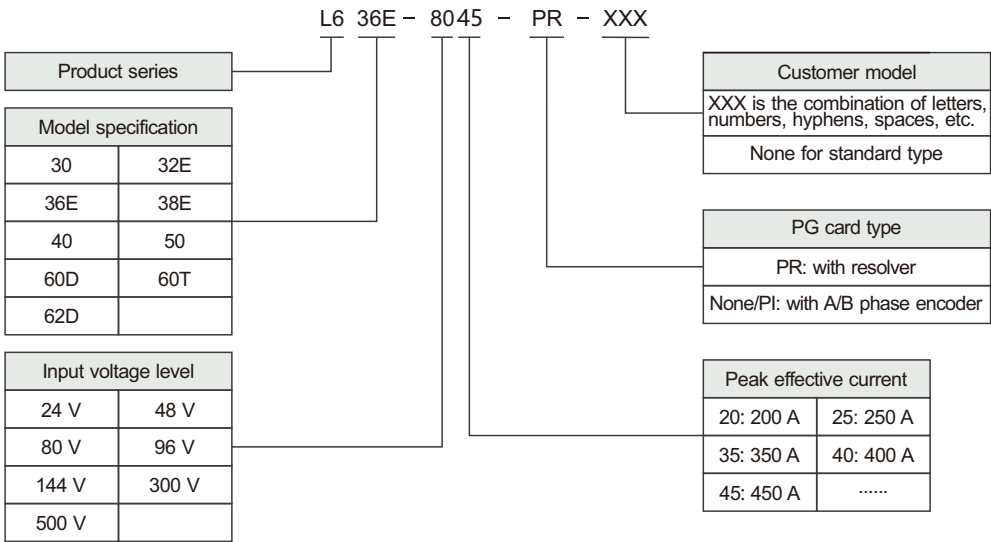 L6 36E – 8045 – PR – XXX
Product series
Model specification
30 32E
36E 38E
40 50
60D 60T
62D
Input voltage level
24 V 48 V
80 V 96 V
144 V 300 V
500 V
Customer model
XXX is the combination of letters,
numbers, hyphens, spaces, etc.
None for standard type
PG card type
PR: with resolver
None/PI: with A/B phase encoder
Peak effective current
20: 200 A 25: 250 A
35: 350 A 40: 400 A
45: 450 A ······